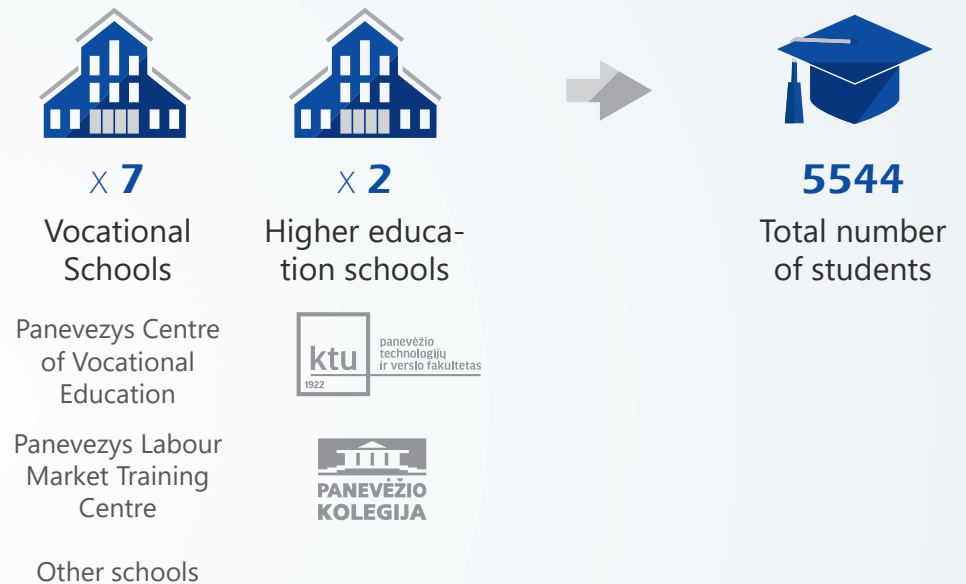 x 7
Vocational
Schools
Panevezys Centre
of Vocational
Education
Panevezys Labour
Market Training
Centre
Other schools
x 2
Higher educa-
tion schools
ktu
1922
panevėžio
technologijų
ir verslo fakultetas
PANEVĖŽIO
KOLEGIJA
5544
Total number
of students